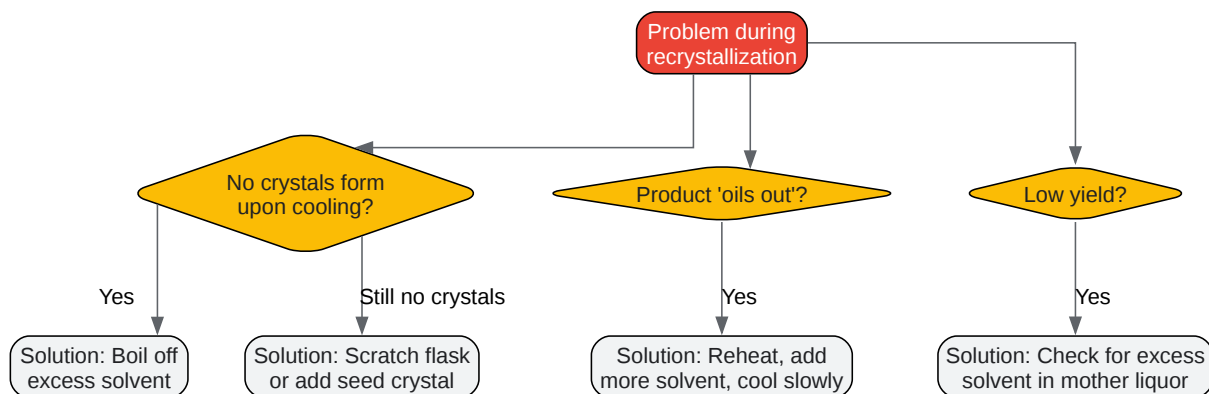 Problem during
recrystallization
No crystals form
upon cooling?
Product 'oils out'?
Low yield?
Yes
Still no crystals
Yes
Yes
Solution: Boil off
excess solvent
Solution: Scratch flask
or add seed crystal
Solution: Reheat, add
more solvent, cool slowly
Solution: Check for excess
solvent in mother liquor